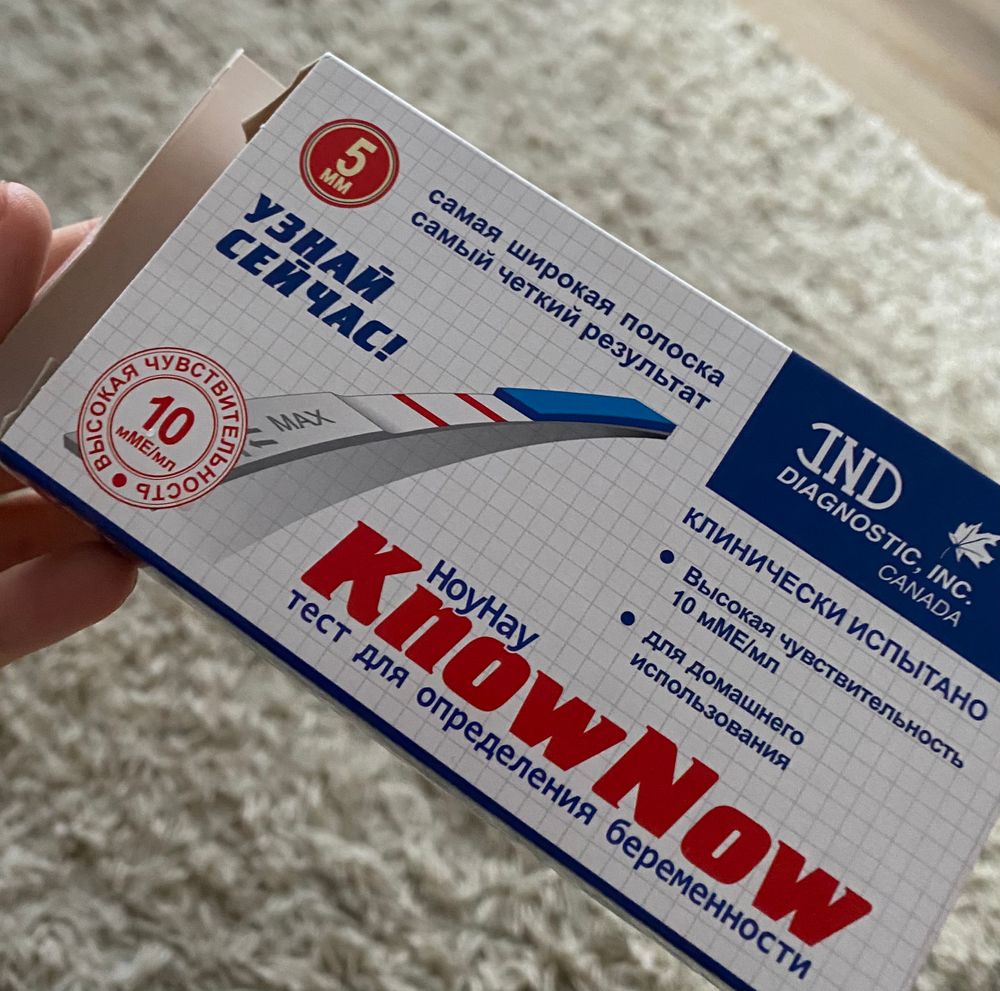 5
мм
самая широкая полоска
самый четкий результат
УЗНАЙ
СЕЙЧАС!
ВЫСОКАЯ ЧУВСТВИТЕЛЬНОСТЬ
10
мМЕ/мл
MAX
IND
DIAGNOSTIC, INC.
CANADA
КЛИНИЧЕСКИ ИСПЫТАНО
• Высокая чувствительность
10 мМЕ/мл
• для домашнего
использования
НоуНау
KnowNow
тест для определения беременности